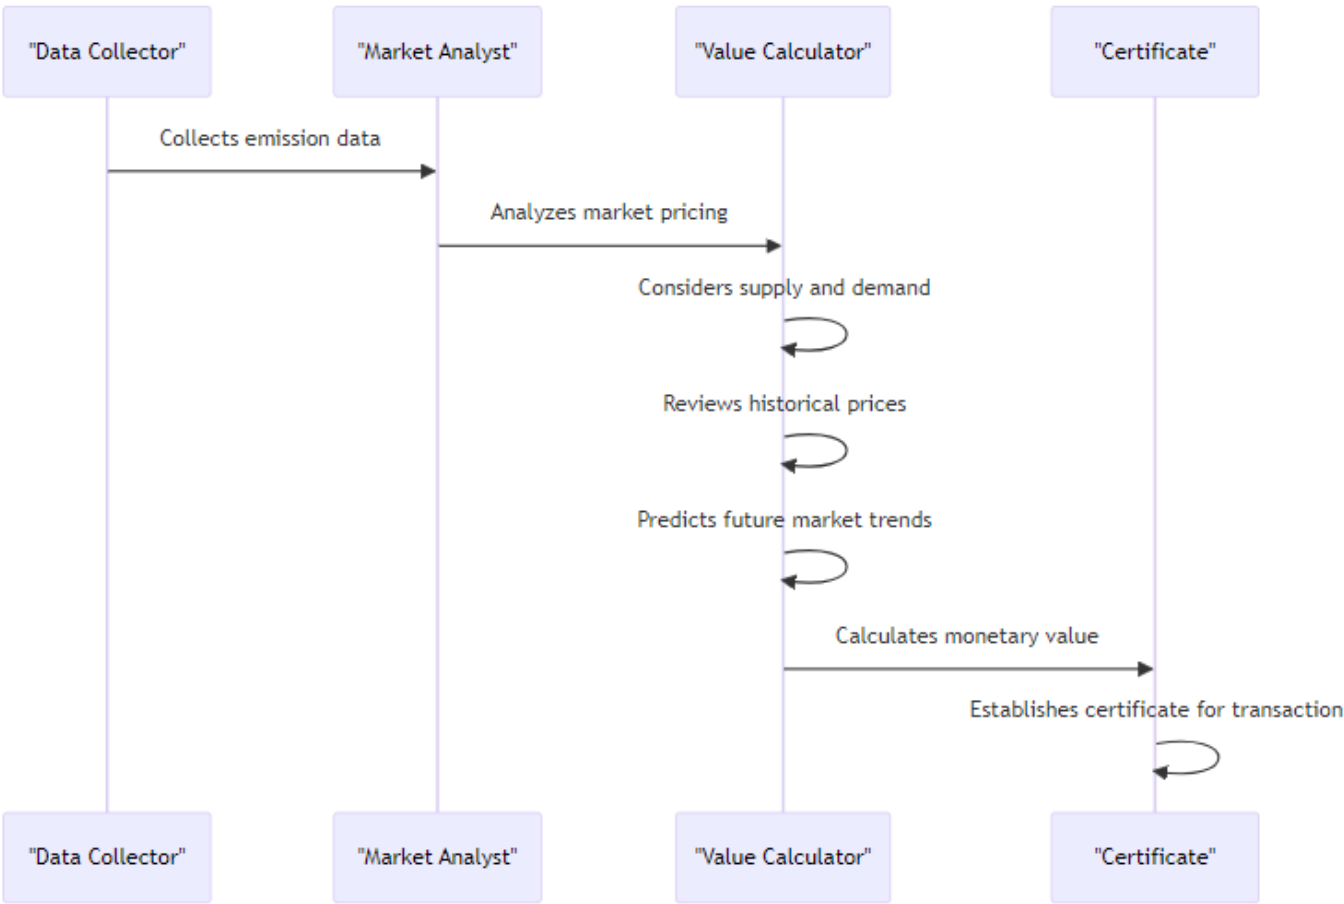 "Data Collector"
"Market Analyst"
"Value Calculator"
"Certificate"
Collects emission data
Analyzes market pricing
Considers supply and demand
Reviews historical prices
Predicts future market trends
Calculates monetary value
Establishes certificate for transaction
"Data Collector"
"Market Analyst"
"Value Calculator"
"Certificate"